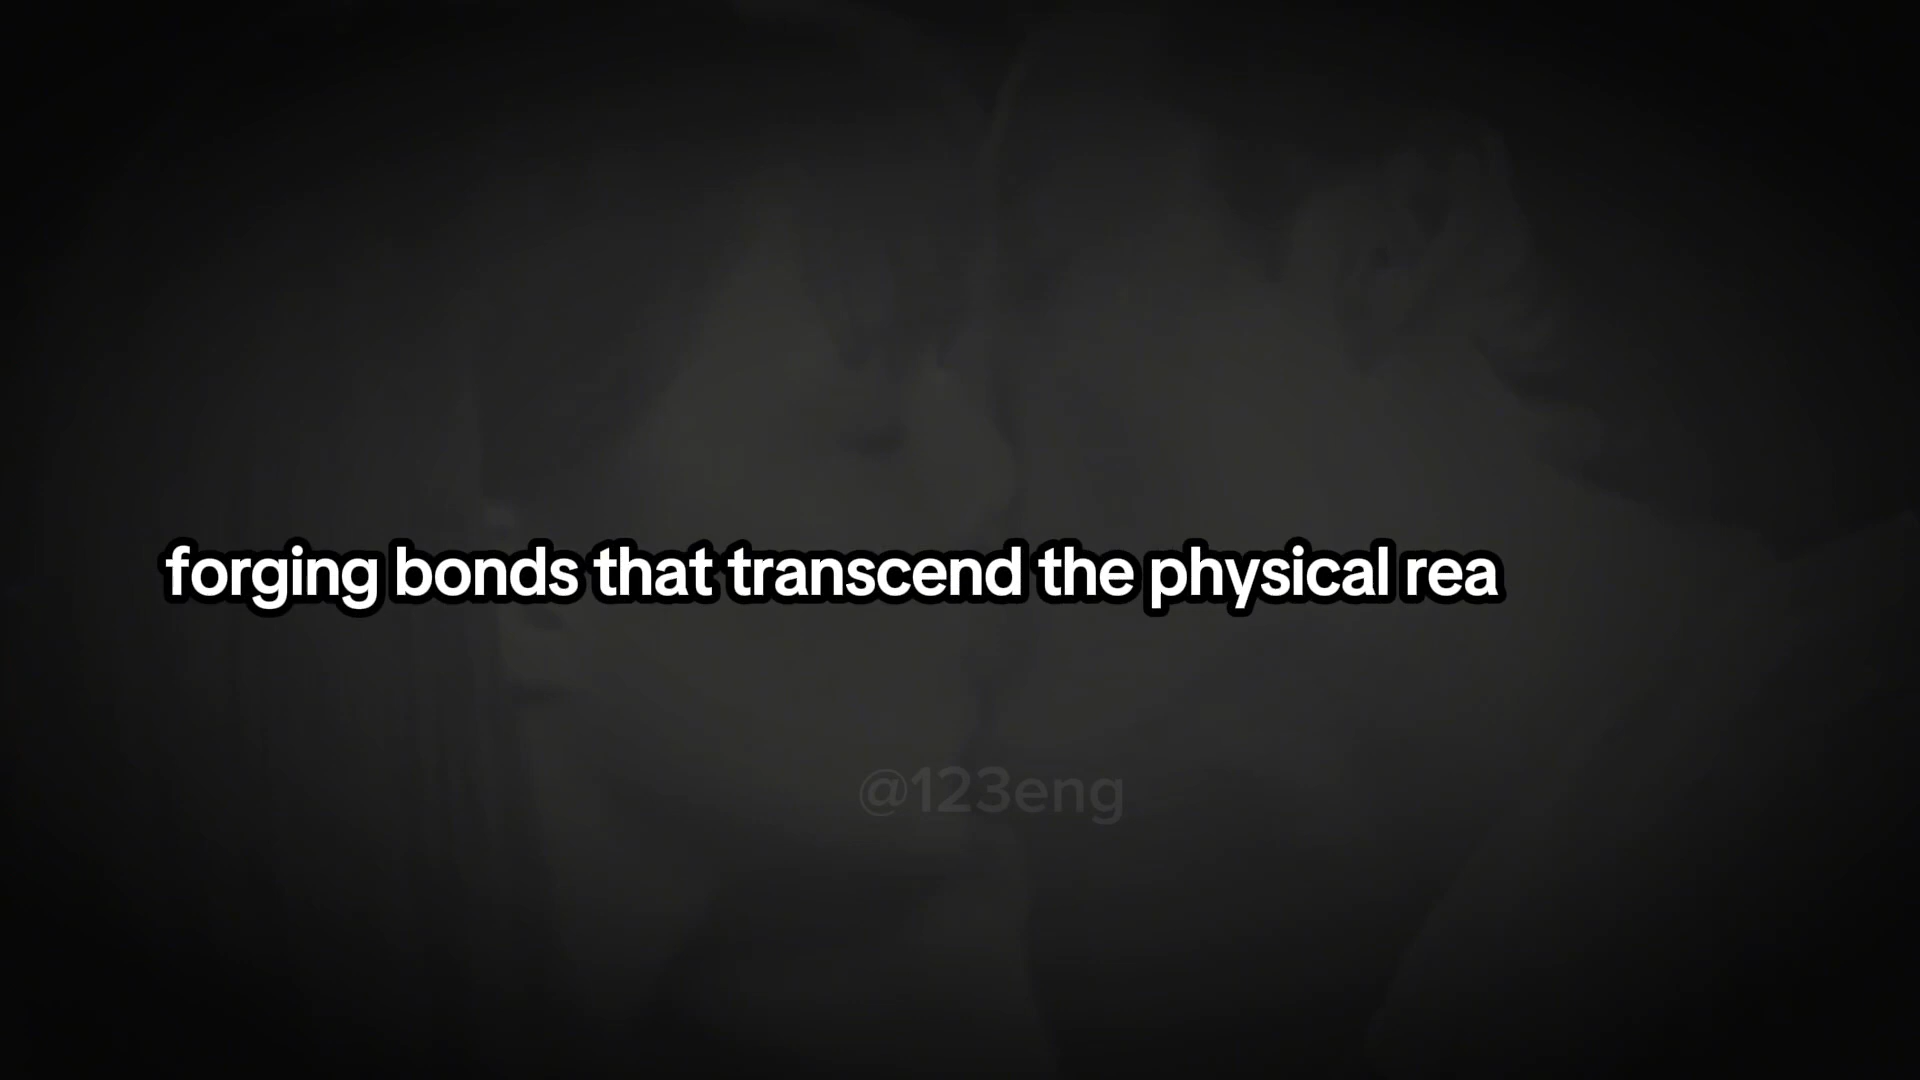 forging bonds that transcend the physical rea
@123eng